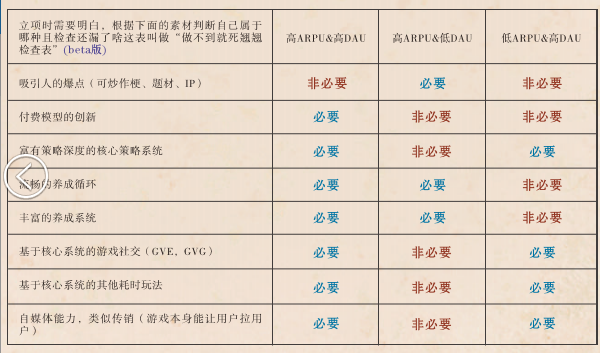 立项时需要明白，根据下面的素材判断自己属于
哪种且检查还漏了啥这表叫做“做不到就死翘翘
检查表”(beta版)
高ARPU&高DAU
高ARPU&低DAU
低ARPU&高DAU
吸引人的爆点（可炒作梗、题材、IP）
非必要
必要
非必要
付费模型的创新
必要
非必要
非必要
富有策略深度的核心策略系统
必要
非必要
必要
流畅的养成循环
必要
必要
非必要
丰富的养成系统
必要
必要
非必要
基于核心系统的游戏社交（GVE，GVG）
必要
非必要
必要
基于核心系统的其他耗时玩法
必要
非必要
必要
自媒体能力，类似传销（游戏本身能让用户拉用
户）
必要
非必要
必要